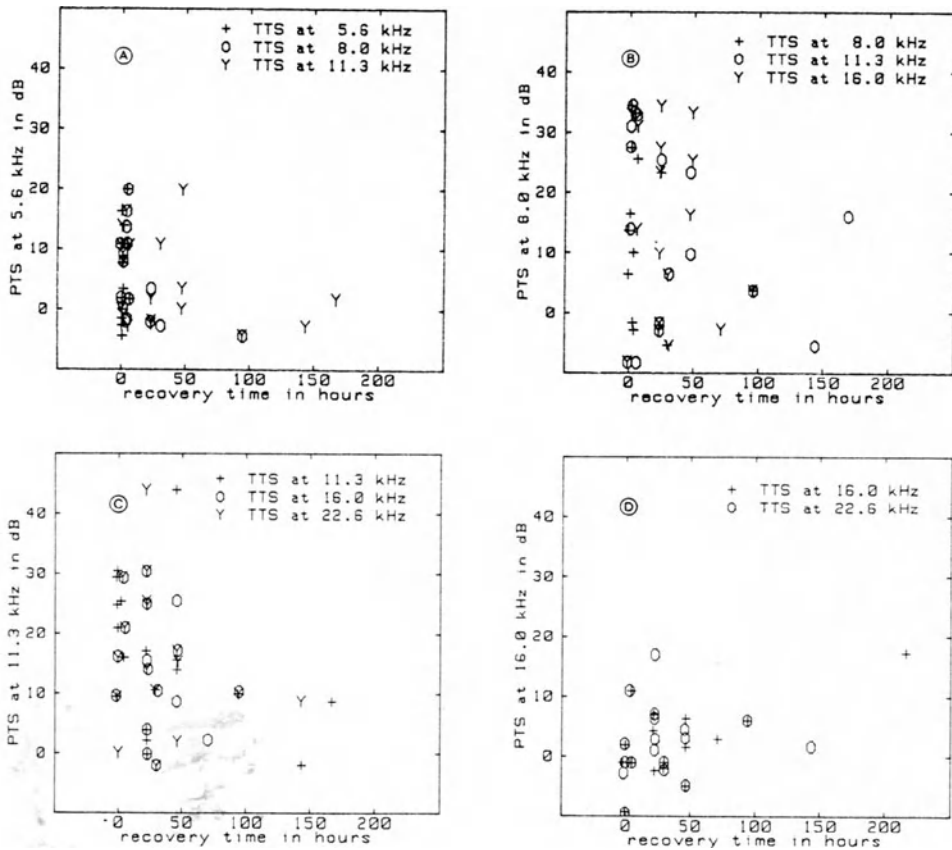 Ⓐ
+ TTS at 5.6 kHz
O TTS at 8.0 kHz
Y TTS at 11.3 kHz
PTS at 5.6 kHz in dB
40
30
20
10
0
0 50 100 150 200
recovery time in hours
Ⓑ
+ TTS at 8.0 kHz
O TTS at 11.3 kHz
Y TTS at 16.0 kHz
PTS at 8.0 kHz in dB
40
30
20
10
0
0 50 100 150 200
recovery time in hours
Ⓒ
+ TTS at 11.3 kHz
O TTS at 16.0 kHz
Y TTS at 22.6 kHz
PTS at 11.3 kHz in dB
40
30
20
10
0
0 50 100 150 200
recovery time in hours
Ⓓ
+ TTS at 16.0 kHz
O TTS at 22.6 kHz
PTS at 16.0 kHz in dB
40
30
20
10
0
0 50 100 150 200
recovery time in hours